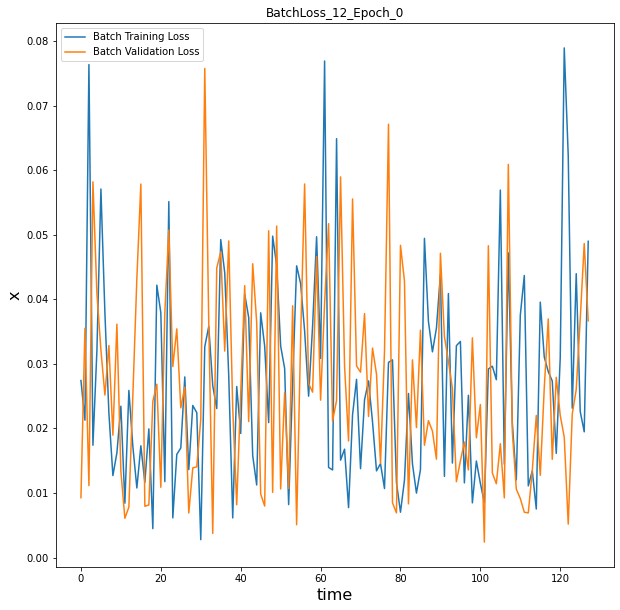 BatchLoss_12_Epoch_0
Batch Training Loss
Batch Validation Loss
0.08
0.07
0.06
0.05
0.04
0.03
0.02
0.01
0.00
x
0 20 40 60 80 100 120
time